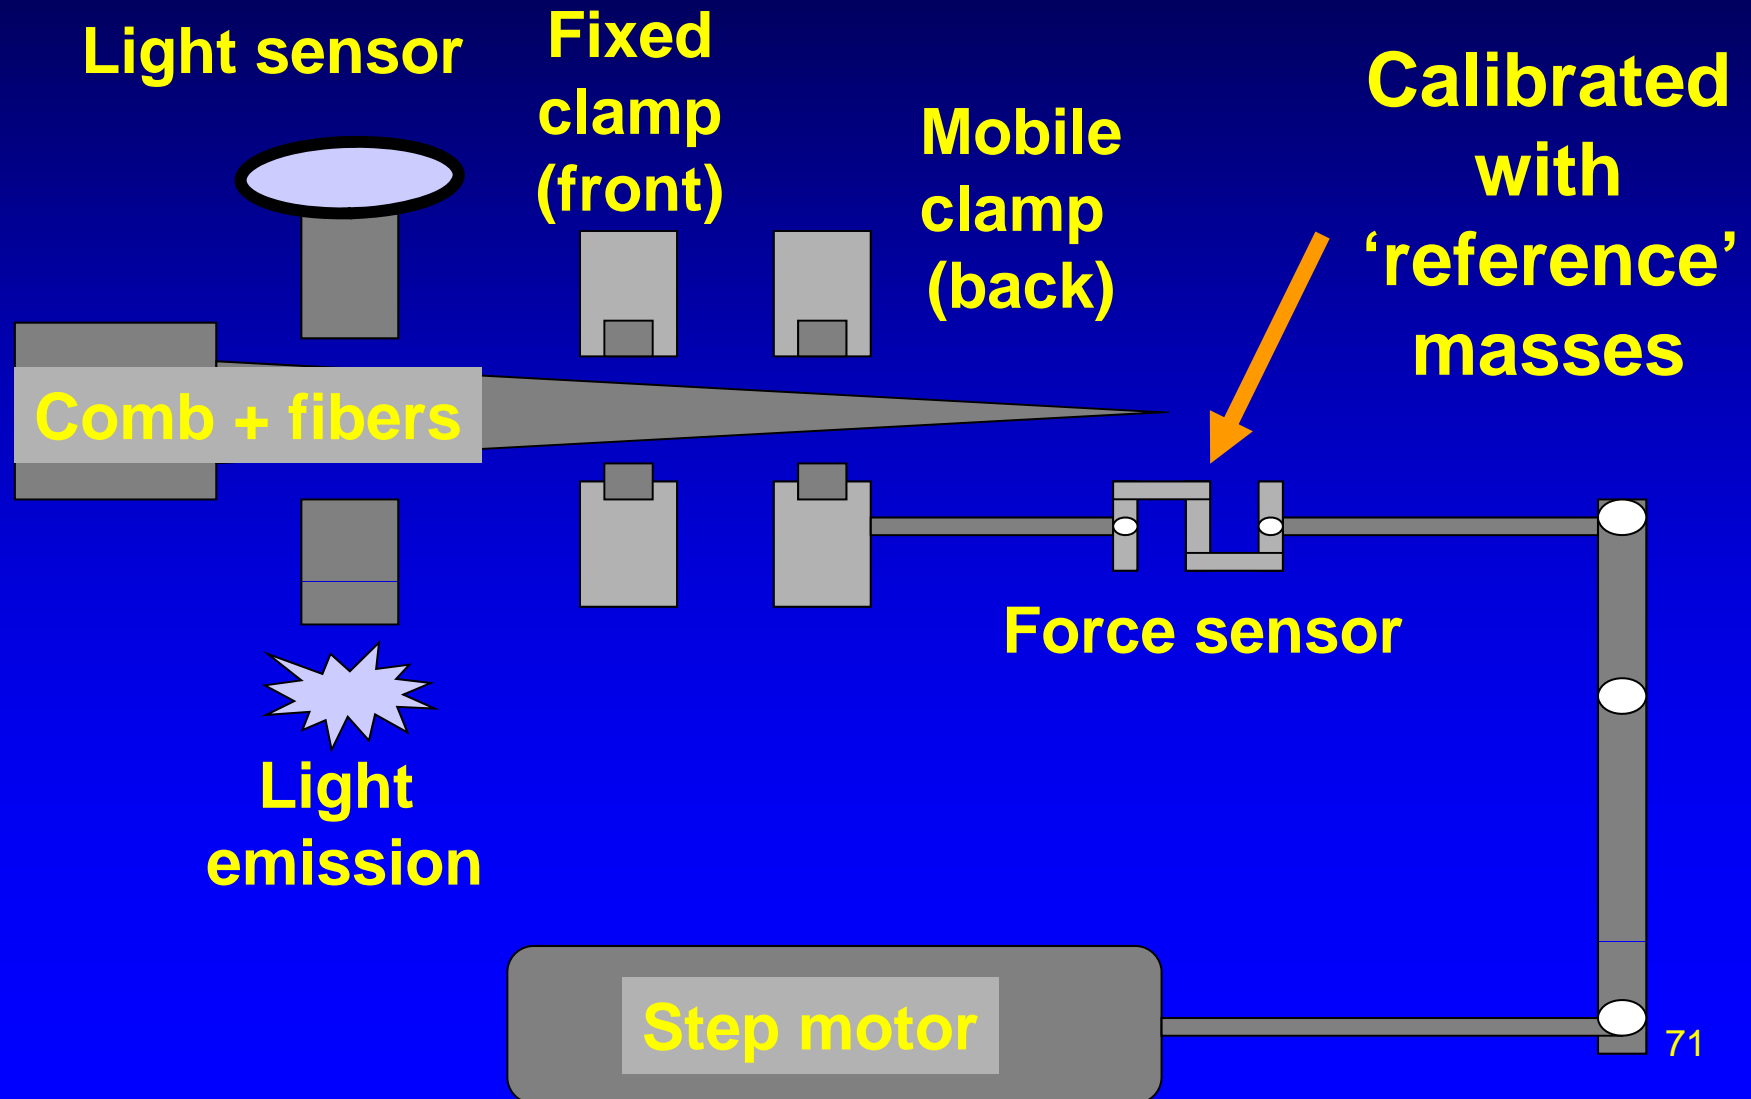 Light sensor
Fixed
clamp
(front)
Mobile
clamp
(back)
Calibrated
with
‘reference’
masses
Comb + fibers
Force sensor
Light
emission
Step motor
71